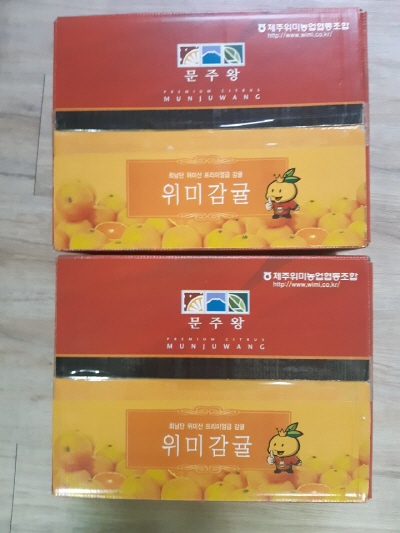 제주위미농업협동조합
http://www.wimi.co.kr/
문주왕
PREMIUM CITRUS
MUNJUWANG
최남단 위미산 프리미엄급 감귤
위미감귤
제주위미농업협동조합
http://www.wimi.co.kr/
문주왕
PREMIUM CITRUS
MUNJUWANG
최남단 위미산 프리미엄급 감귤
위미감귤